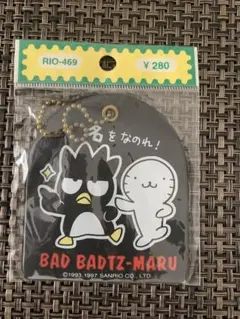 RIO-469
¥280
名をなのれ!
BAD BADTZ-MARU
©1993,1997 SANRIO CO., LTD.